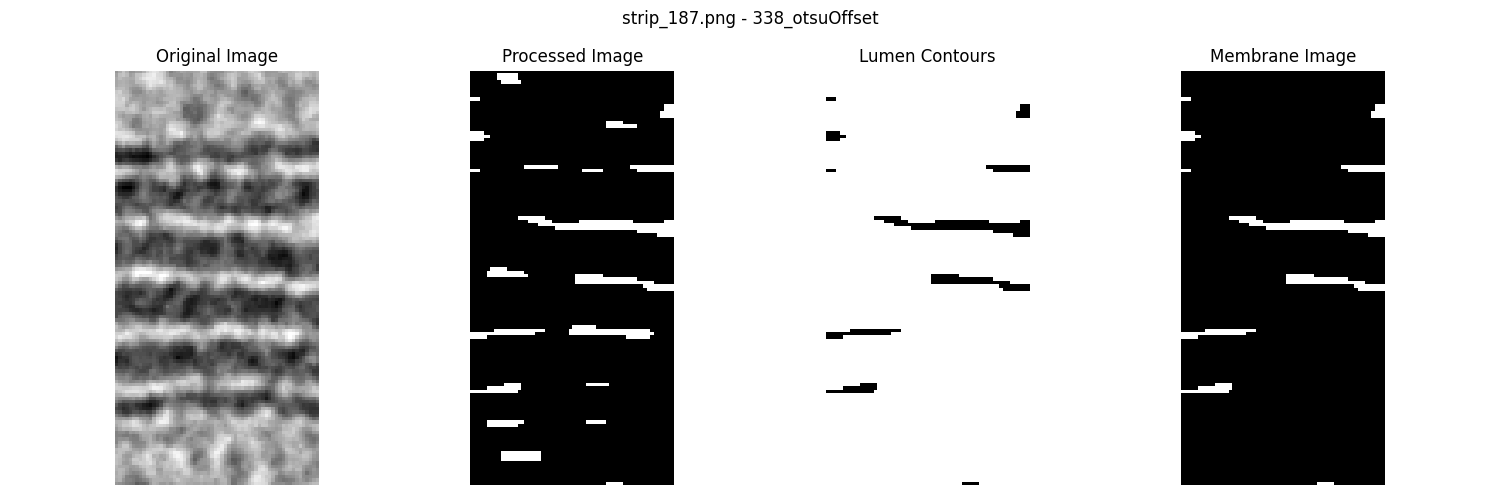 strip_187.png - 338_otsuOffset
Original Image
Processed Image
Lumen Contours
Membrane Image